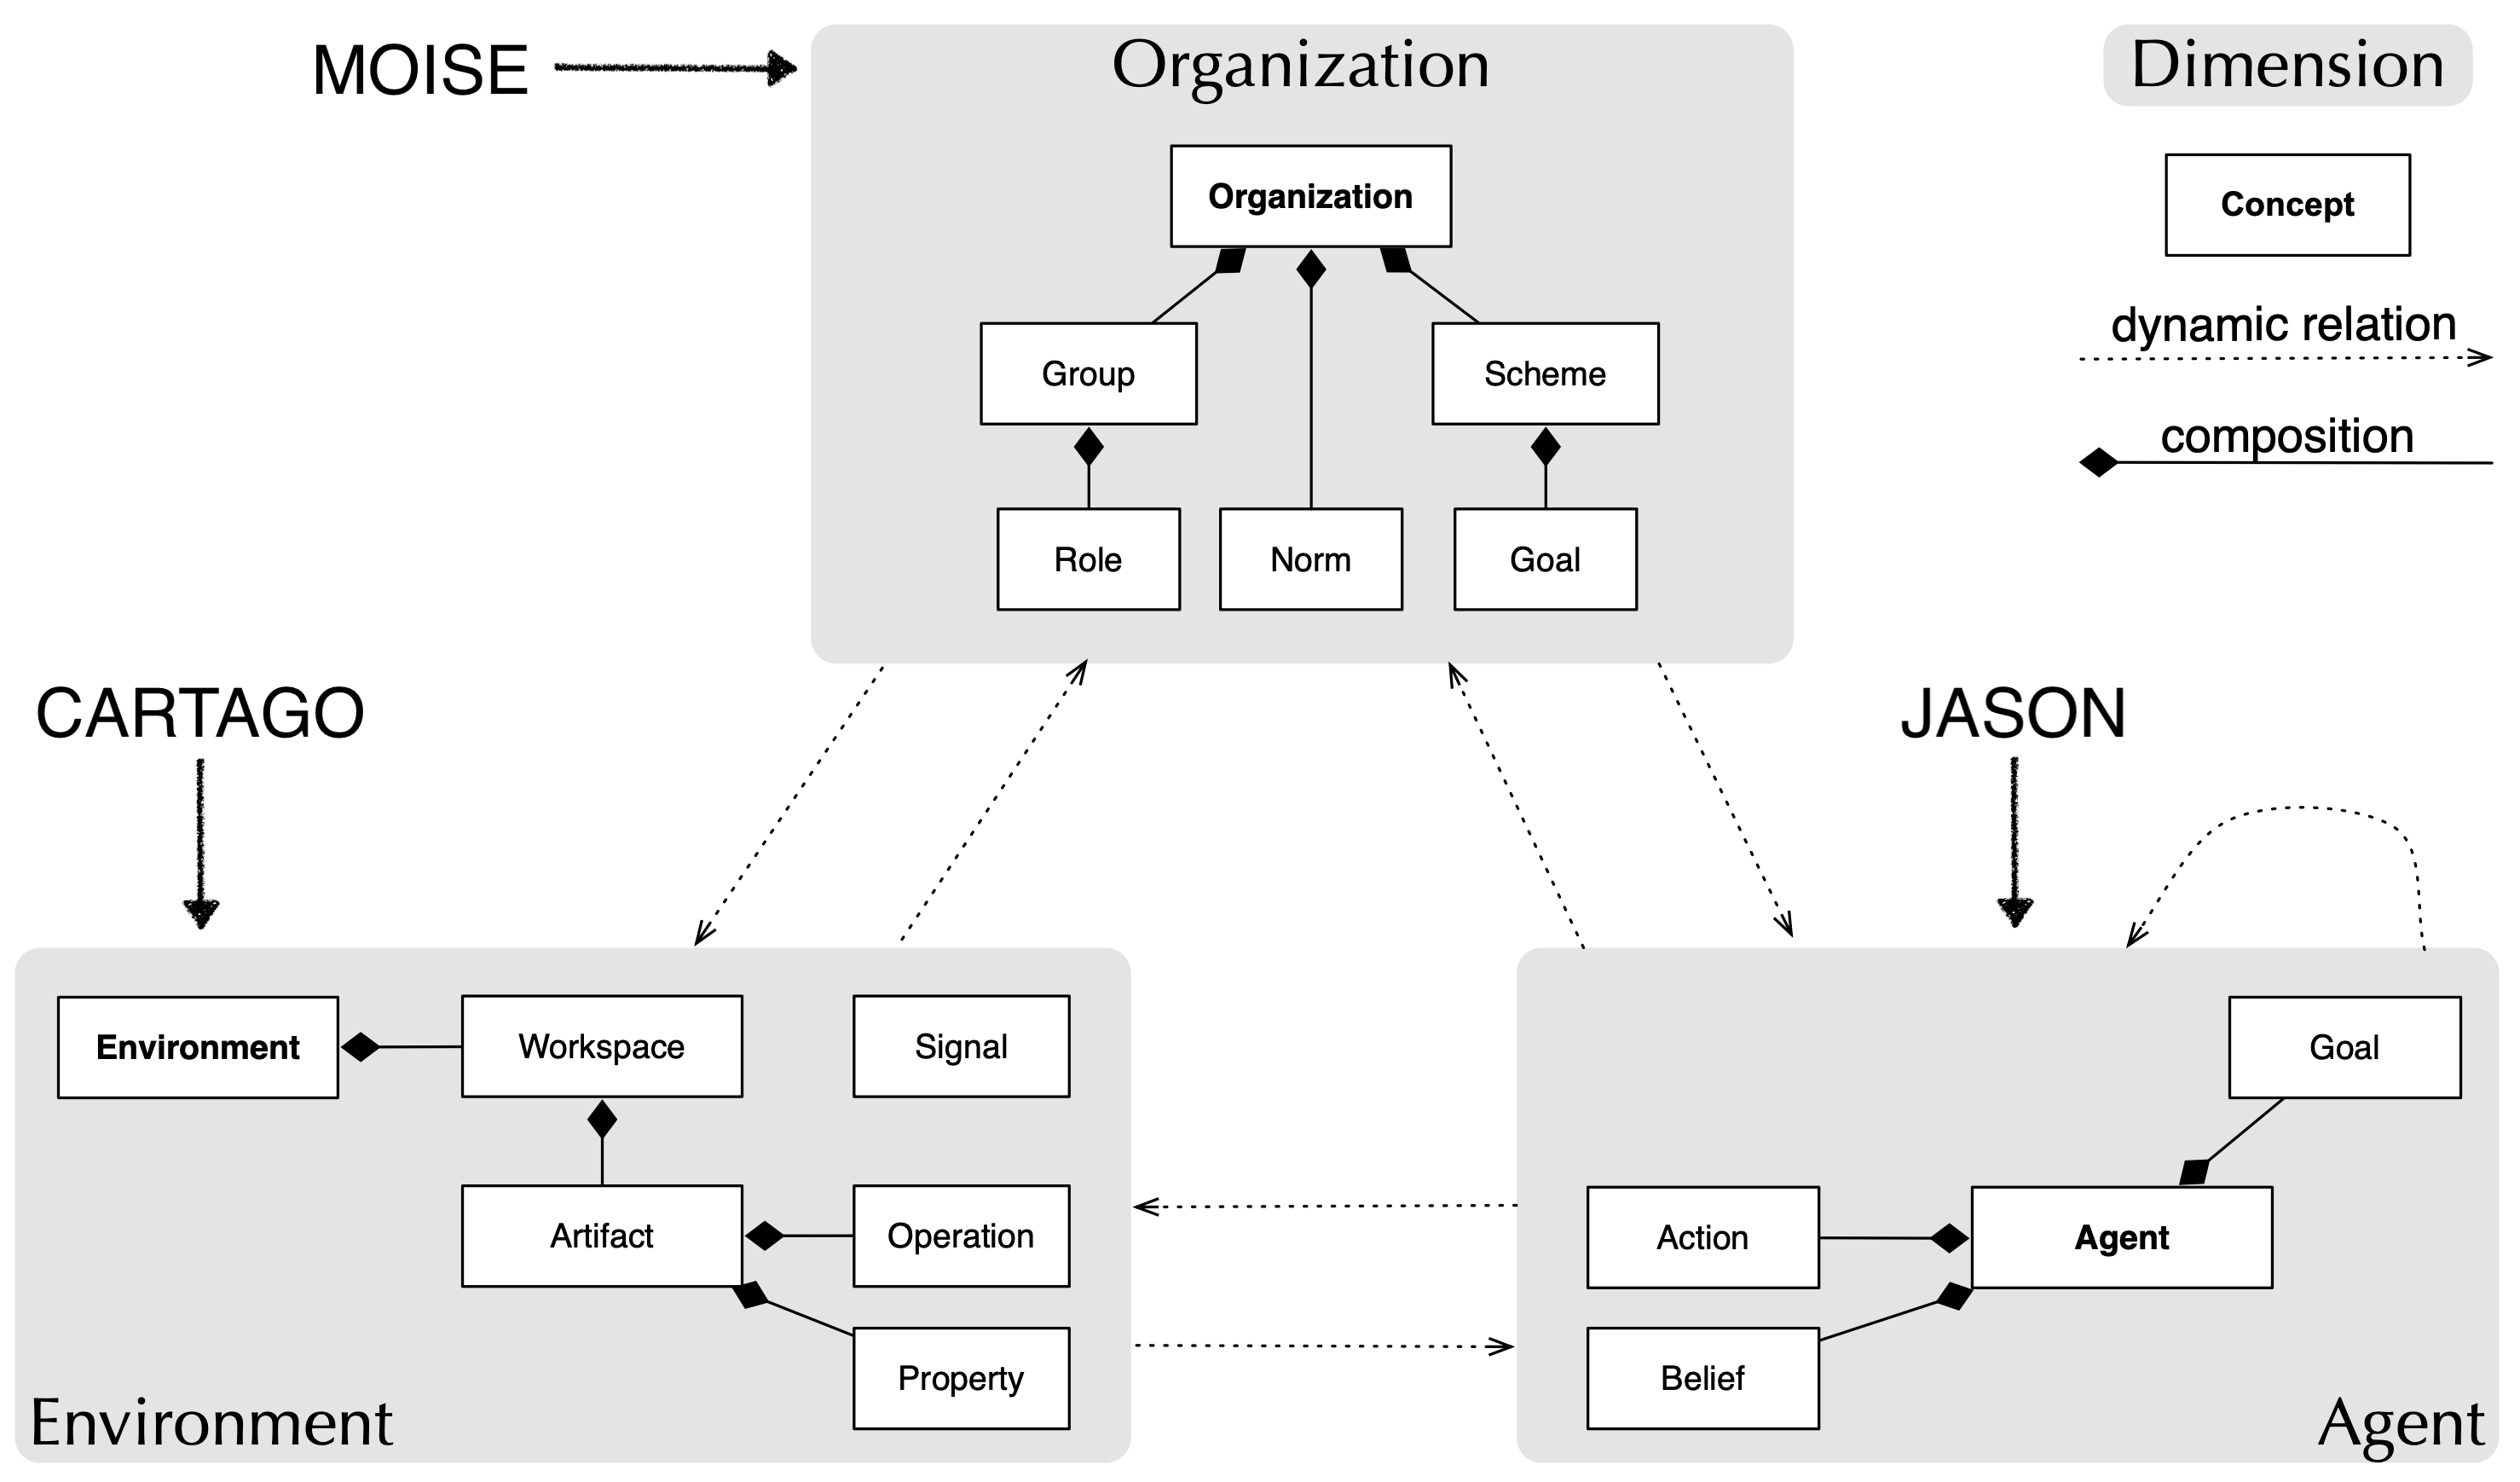 MOISE
Organization
Dimension
Organization
Concept
Group
Scheme
dynamic relation
composition
Role
Norm
Goal
CARTAGO
JASON
Environment
Workspace
Signal
Goal
Artifact
Operation
Action
Agent
Property
Belief
Environment
Agent